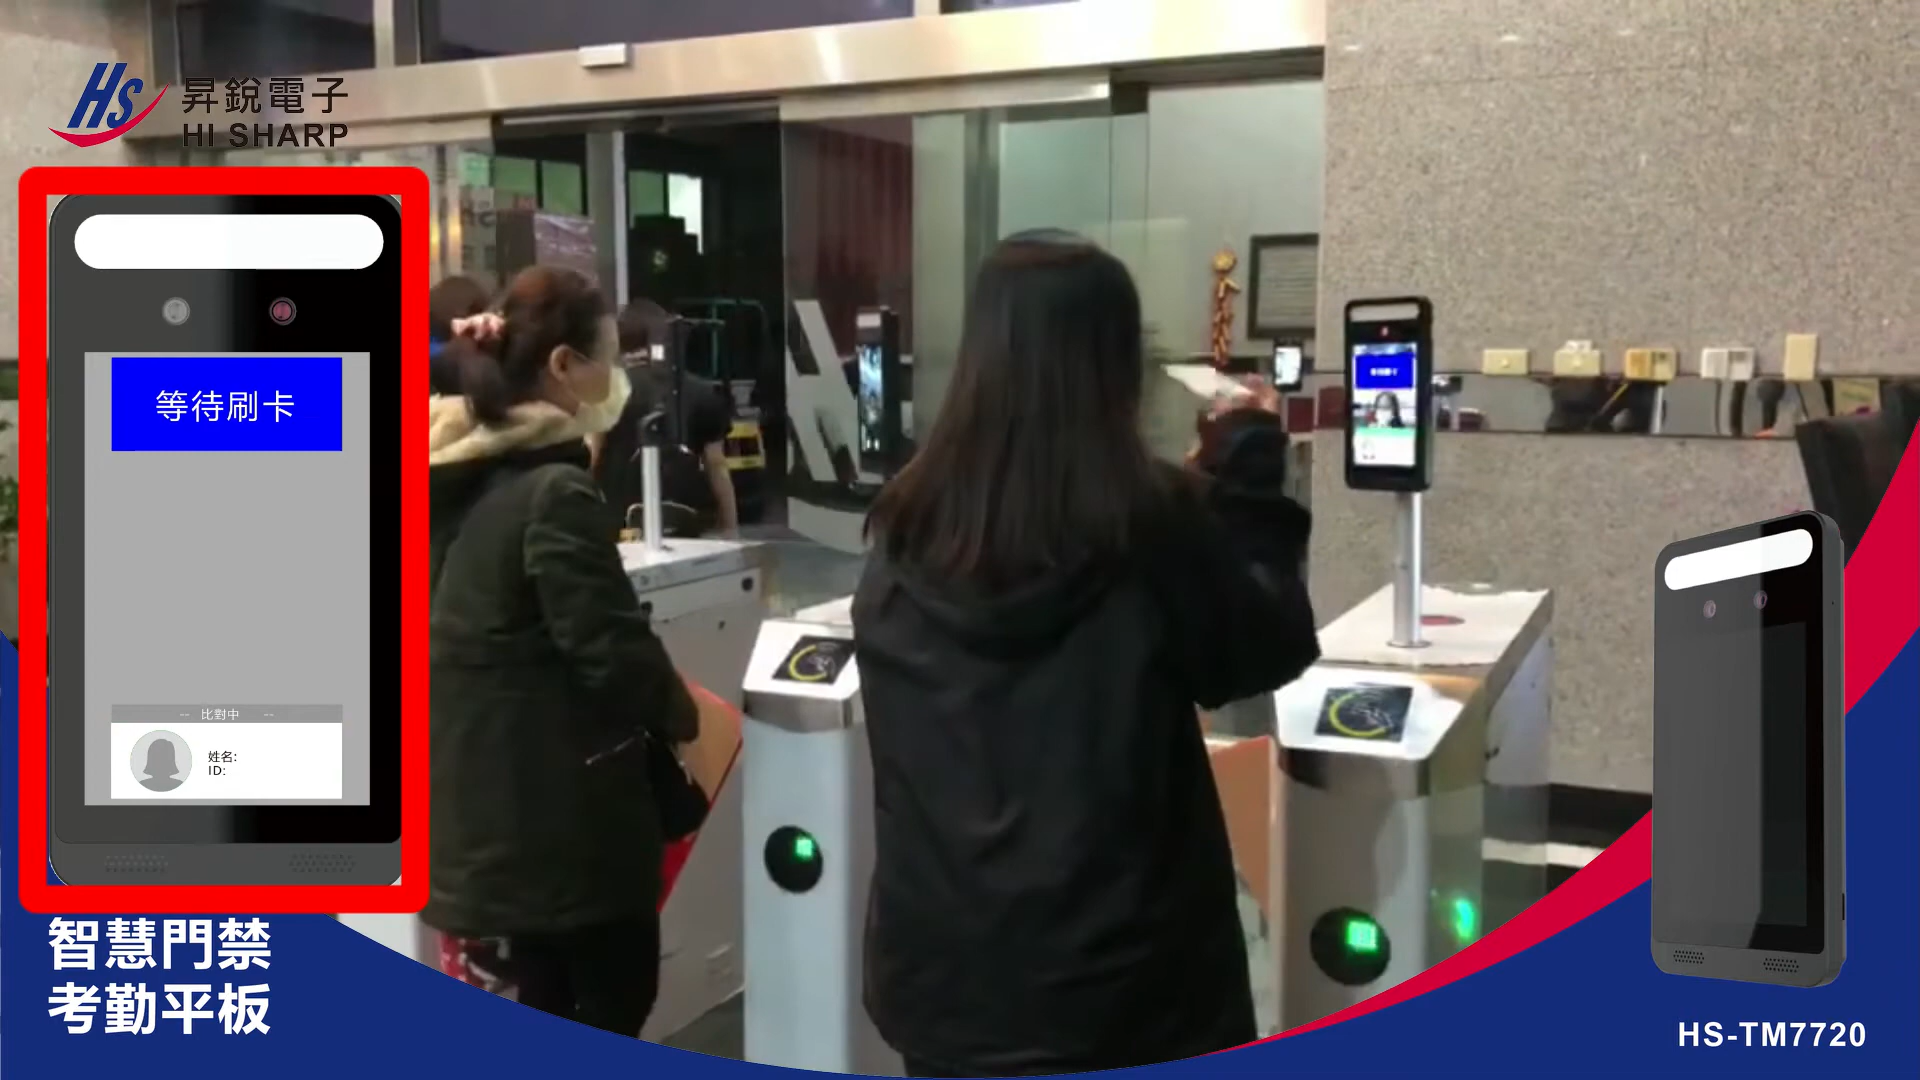 HS 昇銳電子
HI SHARP
等待刷卡
-- 比對中 --
姓名:
ID:
智慧門禁
考勤平板
HS-TM7720